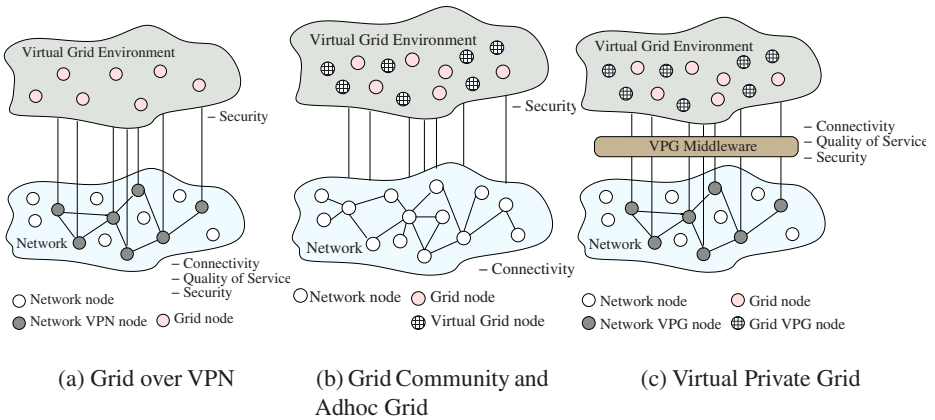 Virtual Grid Environment
– Security
Network
– Connectivity
– Quality of Service
– Security
Network node
Network VPN node
Grid node
(a) Grid over VPN
Virtual Grid Environment
– Security
Network
– Connectivity
Network node
Grid node
Virtual Grid node
(b) Grid Community and
Adhoc Grid
Virtual Grid Environment
VPG Middleware
– Connectivity
– Quality of Service
– Security
Network
Network node
Grid node
Network VPG node
Grid VPG node
(c) Virtual Private Grid